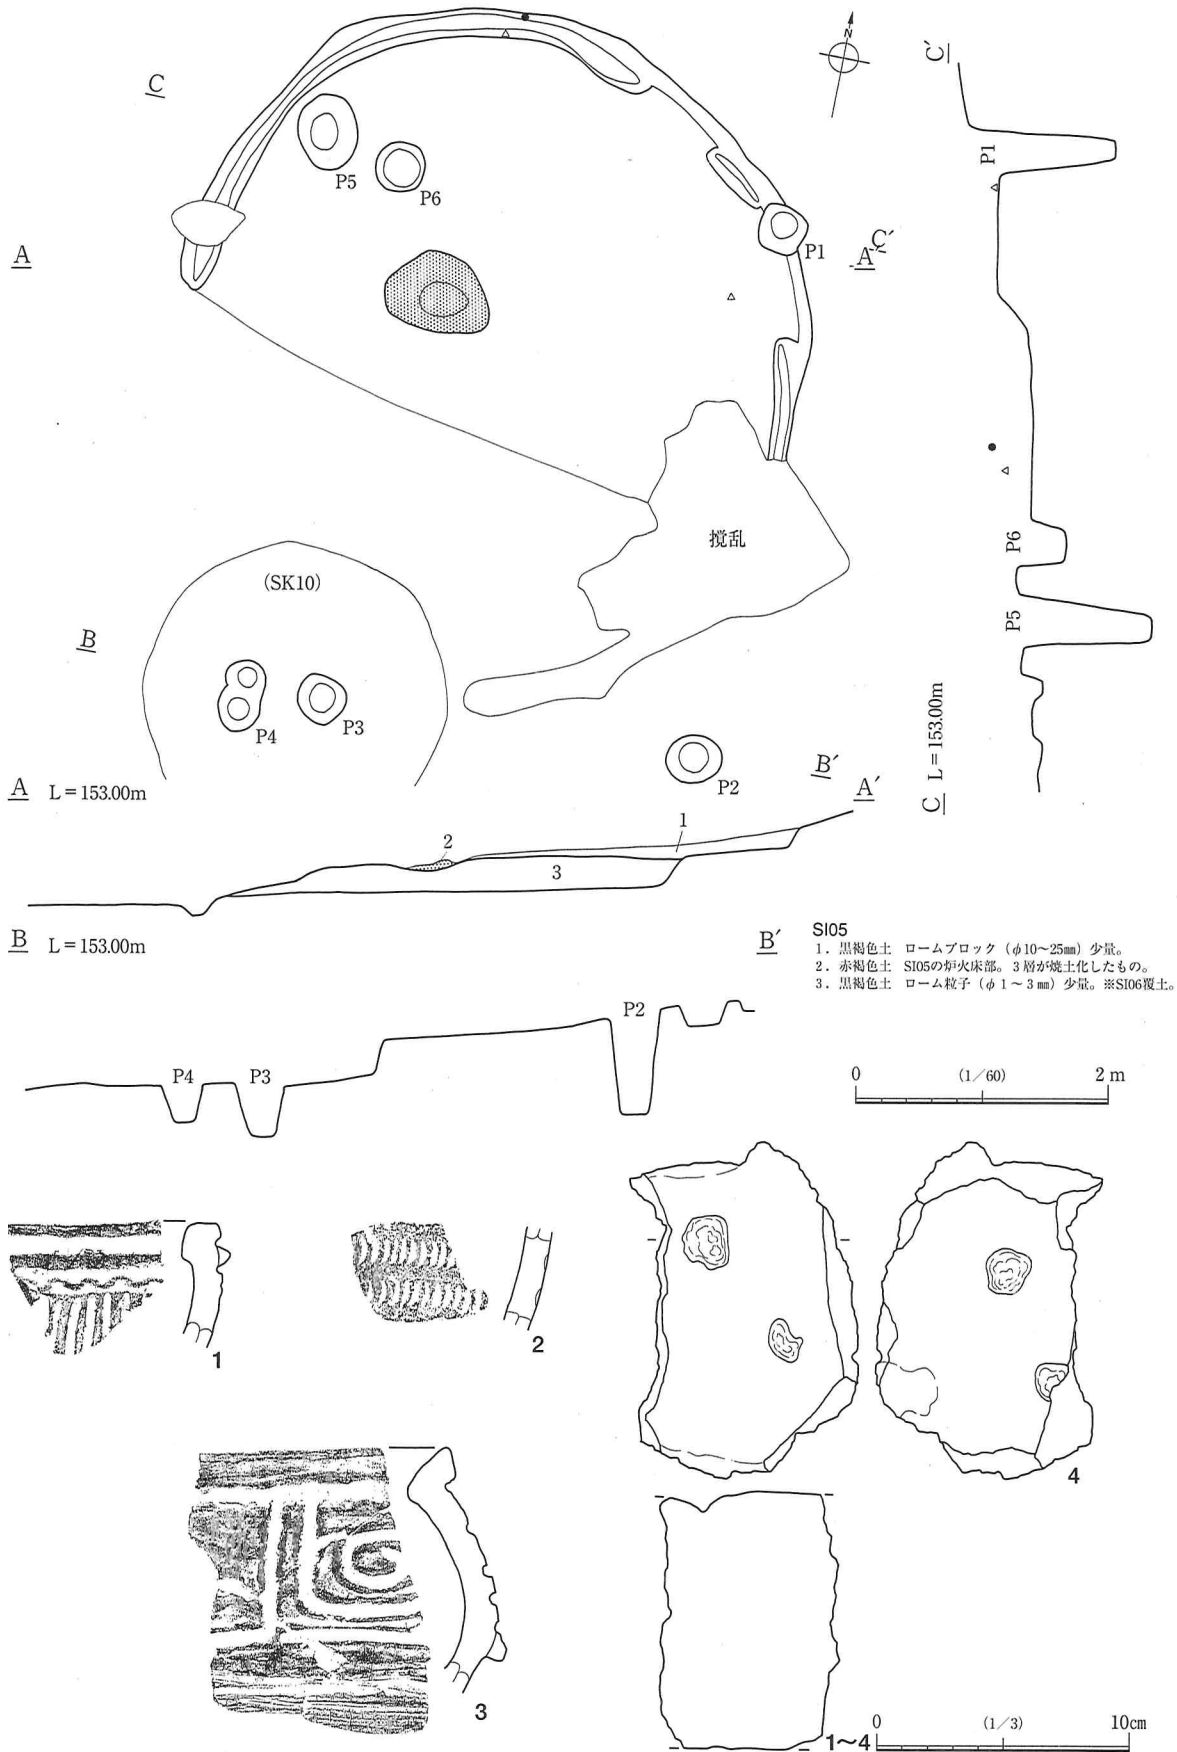 N
C
C′
P1
P5
P6
A
P1
C′
A′
P6
P5
C L=153.00m
攪乱
(SK10)
B
P4
P3
P2
B′
A L=153.00m
A′
1
2
3
B L=153.00m
B′
SI05
1．黒褐色土 ロームブロック（φ10～25㎜）少量。
2．赤褐色土 SI05の炉火床部。3層が焼土化したもの。
3．黒褐色土 ローム粒子（φ1～3㎜）少量。※SI06覆土。
P2
P4
P3
0 (1/60) 2 m
1
2
3
4
1～4
0 (1/3) 10㎝